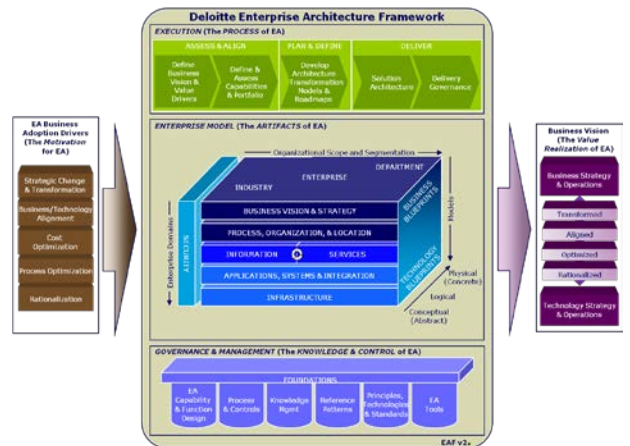 Deloitte Enterprise Architecture Framework
EXECUTION (The PROCESS of EA)
ASSESS & ALIGN
PLAN & DEFINE
DELIVER
Define
Business
Vision &
Value
Drivers
Define &
Assess
Capabilities
& Portfolio
Develop
Architecture
Transformation
Models &
Roadmaps
Solution
Architecture
Delivery
Governance
EA Business
Adoption Drivers
(The Motivation
for EA)
Strategic Change
& Transformation
Business/Technology
Alignment
Cost
Optimization
Process Optimization
Rationalization
ENTERPRISE MODEL (The ARTIFACTS of EA)
Organizational Scope and Segmentation
INDUSTRY
ENTERPRISE
DEPARTMENT
Enterprise Domains
SECURITY
BUSINESS VISION & STRATEGY
PROCESS, ORGANIZATION, & LOCATION
INFORMATION
SERVICES
APPLICATIONS, SYSTEMS & INTEGRATION
INFRASTRUCTURE
BUSINESS
BLUEPRINTS
TECHNOLOGY
BLUEPRINTS
Models
Physical
(Concrete)
Logical
Conceptual
(Abstract)
Business Vision
(The Value
Realization of EA)
Business Strategy
& Operations
Transformed
Aligned
Optimized
Rationalized
Technology Strategy
& Operations
GOVERNANCE & MANAGEMENT (The KNOWLEDGE & CONTROL of EA)
FOUNDATIONS
EA
Capability
& Function
Design
Process
& Controls
Knowledge
Mgmt
Reference
Patterns
Principles,
Technologies
& Standards
EA
Tools